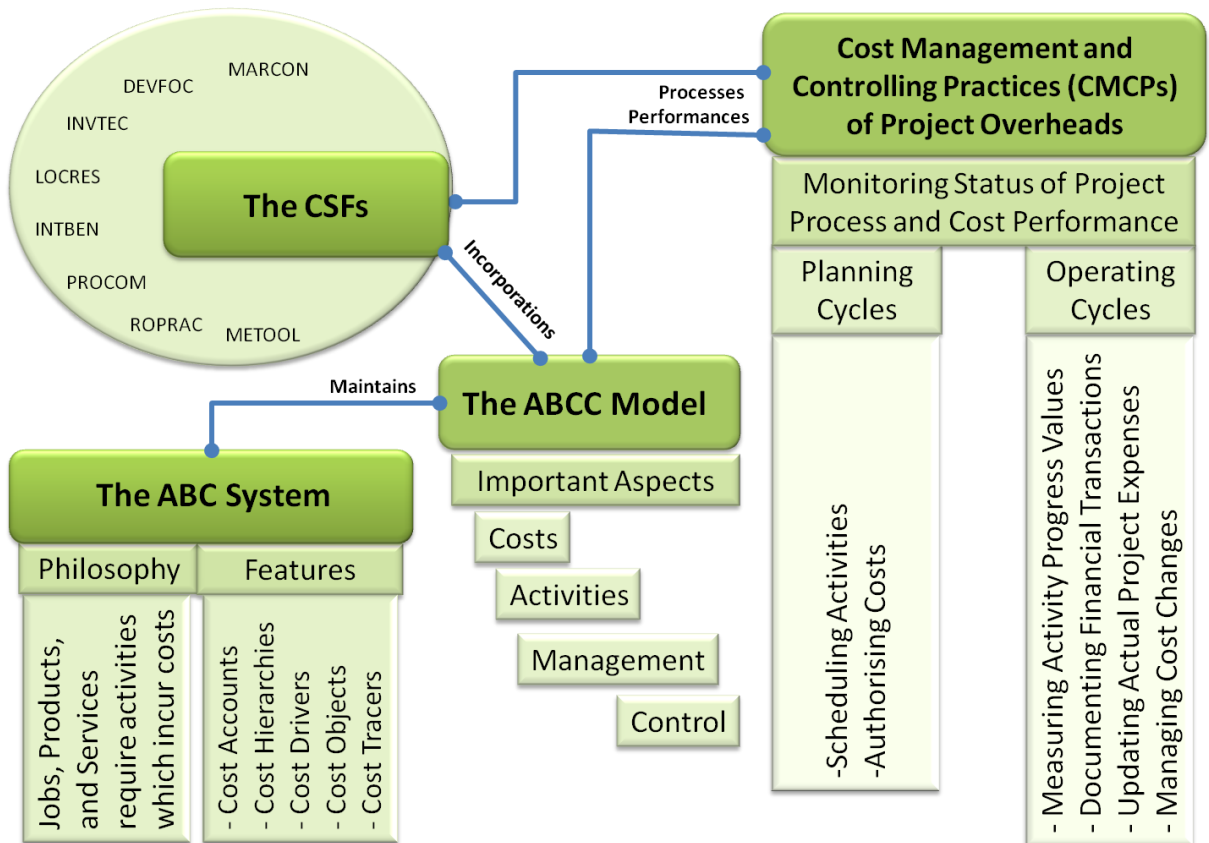 MARCON
DEVFOC
INVTEC
LOCRES
INTBEN
PROCOM
ROPRAC
METOOL
The CSFs
Processes
Performances
Incorporations
Maintains
Cost Management and
Controlling Practices (CMCPs)
of Project Overheads
Monitoring Status of Project
Process and Cost Performance
Planning
Cycles
-Scheduling Activities
-Authorising Costs
Operating
Cycles
- Measuring Activity Progress Values
- Documenting Financial Transactions
- Updating Actual Project Expenses
- Managing Cost Changes
The ABCC Model
Important Aspects
Costs
Activities
Management
Control
The ABC System
Philosophy
Jobs, Products,
and Services
require activities
which incur costs
Features
- Cost Accounts
- Cost Hierarchies
- Cost Drivers
- Cost Objects
- Cost Tracers